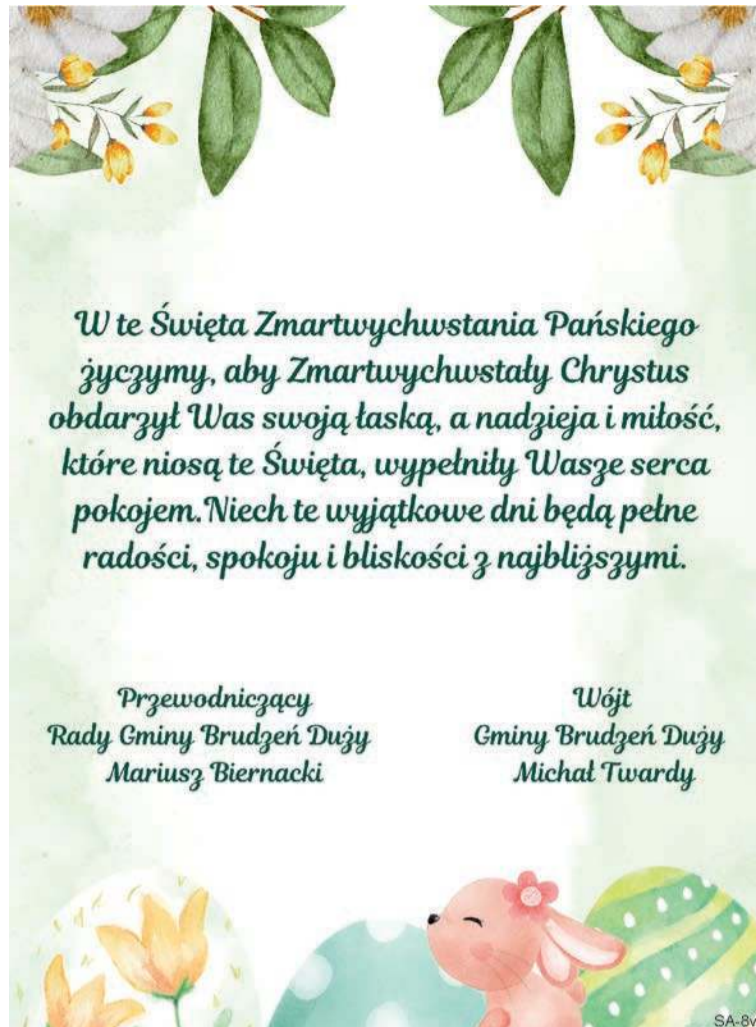 W te Święta Zmartwychwstania Pańskiego
życzymy, aby Zmartwychwstały Chrystus
obdarzył Was swoją łaską, a nadzieja i miłość,
które niosą te Święta, wypełniły Wasze serca
pokojem.Niech te wyjątkowe dni będą pełne
radości, spokoju i bliskości z najbliższymi.
Przewodniczący
Rady Gminy Brudzeń Duży
Mariusz Biernacki
Wójt
Gminy Brudzeń Duży
Michał Twardy